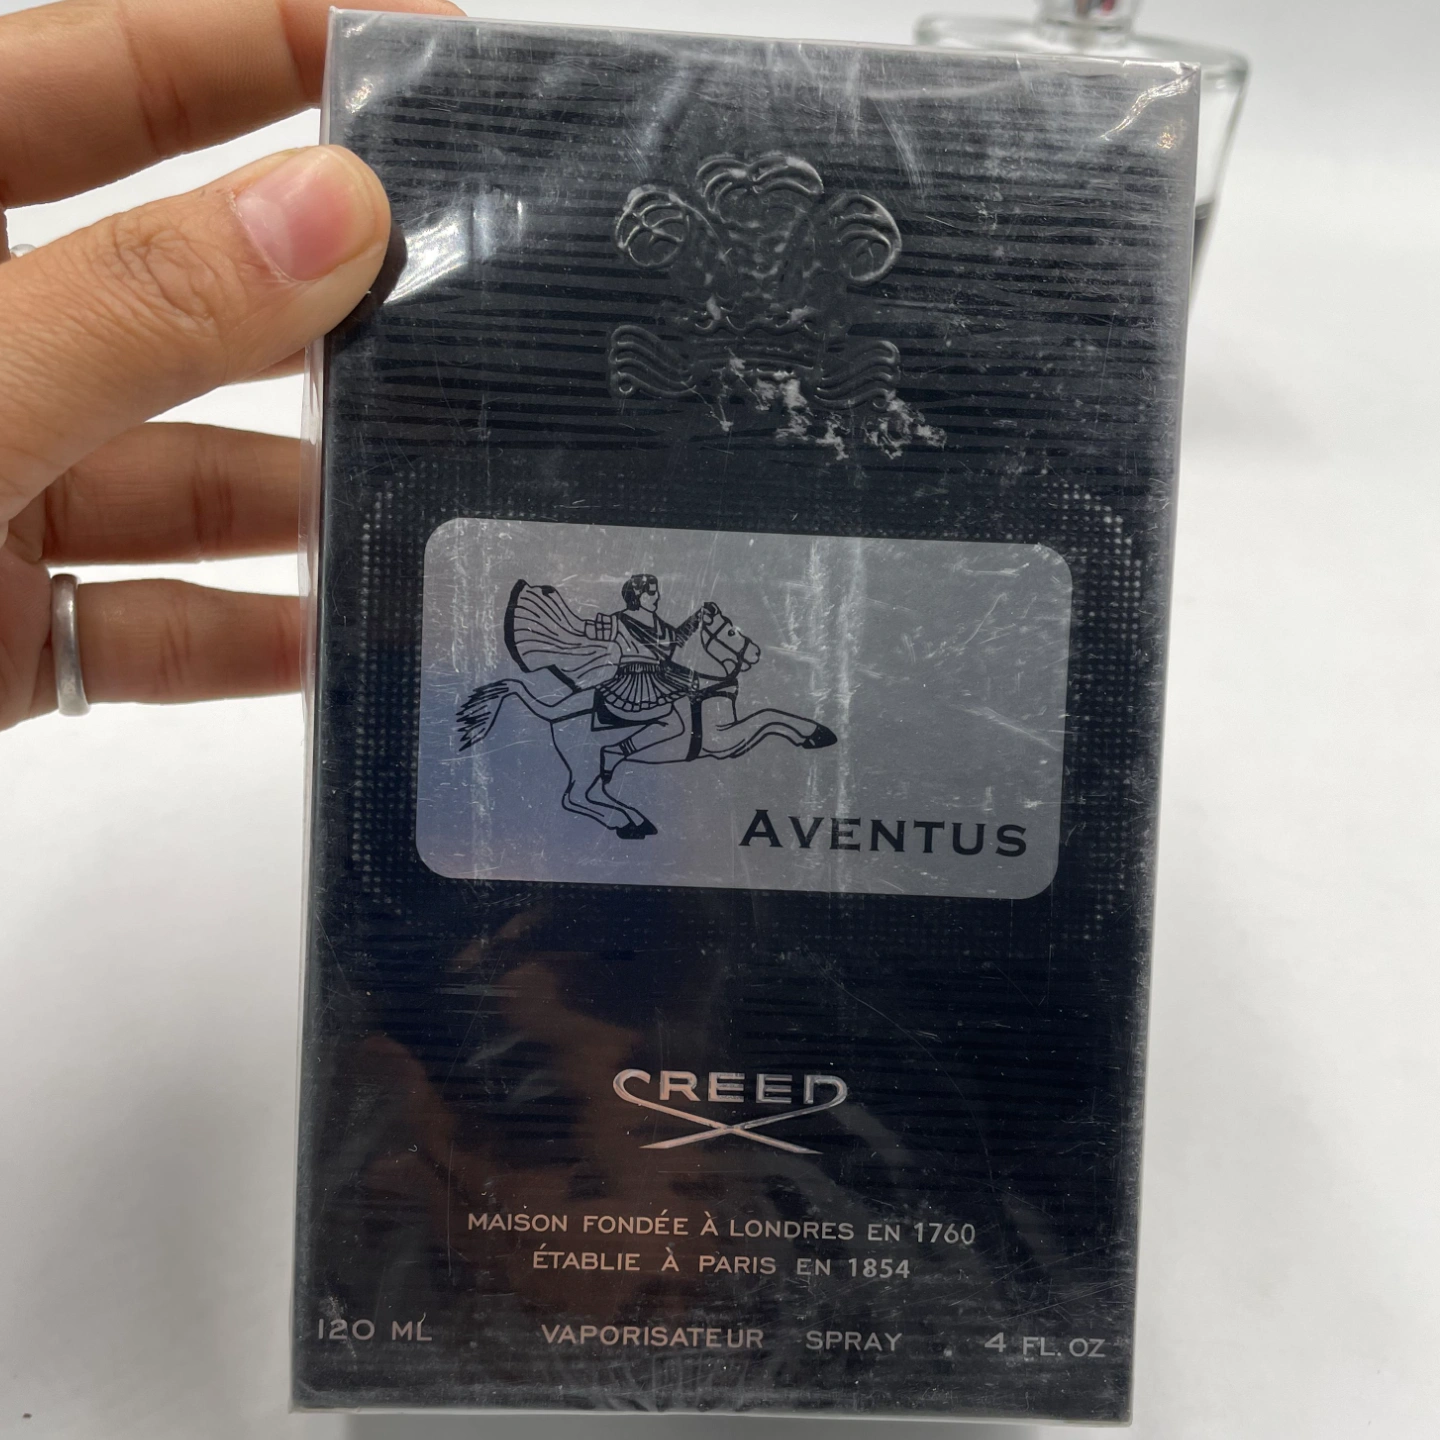 AVENTUS
CREED
MAISON FONDÉE À LONDRES EN 1760
ÉTABLIE À PARIS EN 1854
120 ML VAPORISATEUR SPRAY 4 FL. OZ